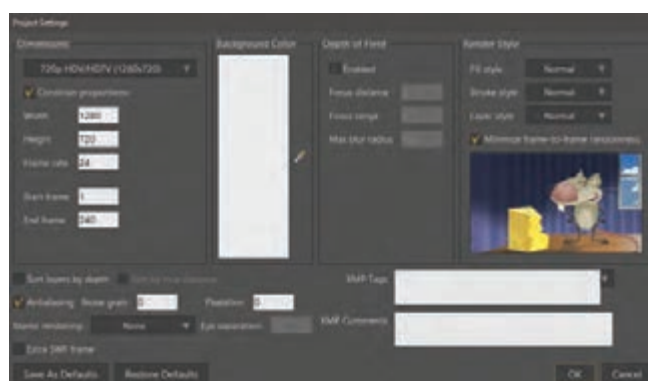 Project Settings
Dimensions
720p HDV/HDTV (1280x720)
Constrain proportions
Width 1280
Height 720
Frame rate 24
Start frame 1
End frame 240
Background Color
Depth of Field
Enabled
Focus distance
Focus range
Max blur radius
Render Style
Fill style Normal
Stroke style Normal
Layer style Normal
Minimize frame-to-frame randomness
Sort layers by depth
Antialiasing Noise grain 0 Pixelation 0
rendering: None Eye separation:
Extra SWF frame
XMP Tags
XMP Comments
Save As Defaults Restore Defaults
OK Cancel